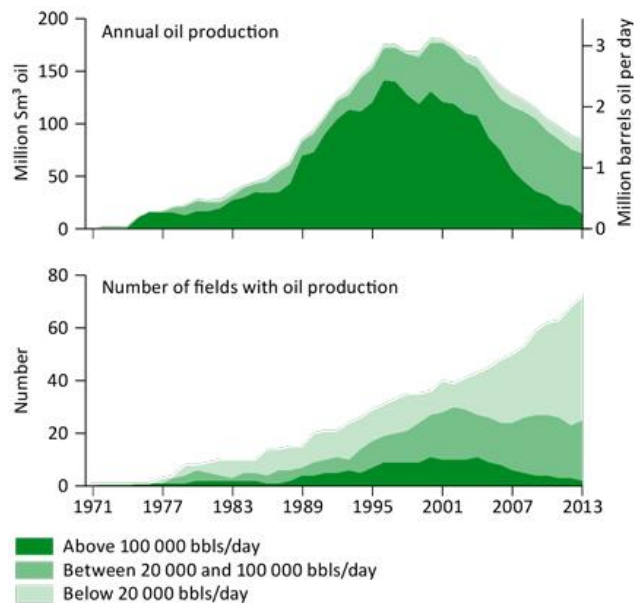 Annual oil production
Million Sm³ oil
200
150
100
50
0
Million barrels oil per day
3
2
1
0
1971 1977 1983 1989 1995 2001 2007 2013
Number of fields with oil production
Number
80
60
40
20
0
1971 1977 1983 1989 1995 2001 2007 2013
Above 100 000 bbls/day
Between 20 000 and 100 000 bbls/day
Below 20 000 bbls/day